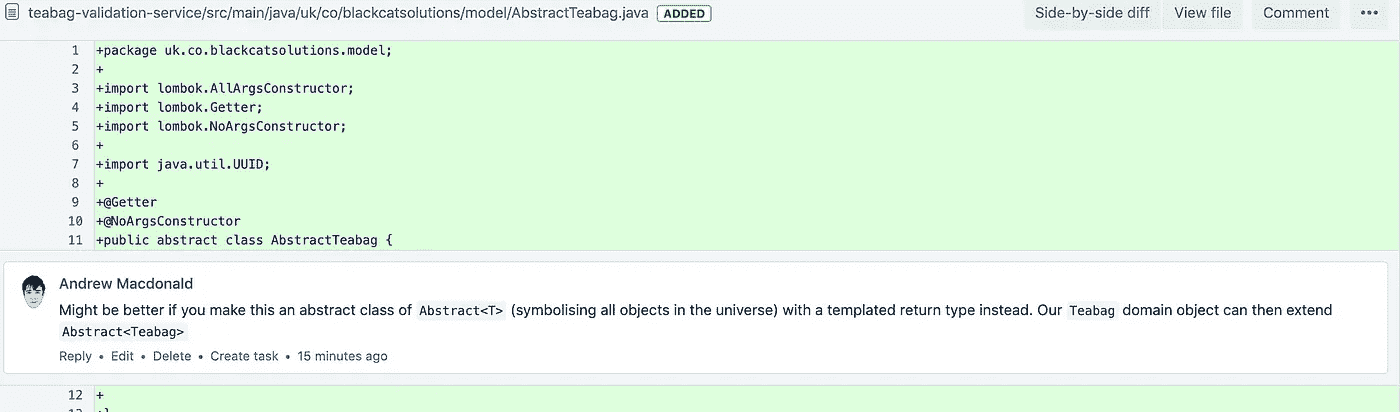 teabag-validation-service/src/main/java/uk/co/blackcatsolutions/model/AbstractTeabag.java ADDED Side-by-side diff View file Comment •••
1 +package uk.co.blackcatsolutions.model;
2 +
3 +import lombok.AllArgsConstructor;
4 +import lombok.Getter;
5 +import lombok.NoArgsConstructor;
6 +
7 +import java.util.UUID;
8 +
9 +@Getter
10 +@NoArgsConstructor
11 +public abstract class AbstractTeabag {
Andrew Macdonald
Might be better if you make this an abstract class of Abstract<T> (symbolising all objects in the universe) with a templated return type instead. Our Teabag domain object can then extend
Abstract<Teabag>
Reply • Edit • Delete • Create task • 15 minutes ago
12 +